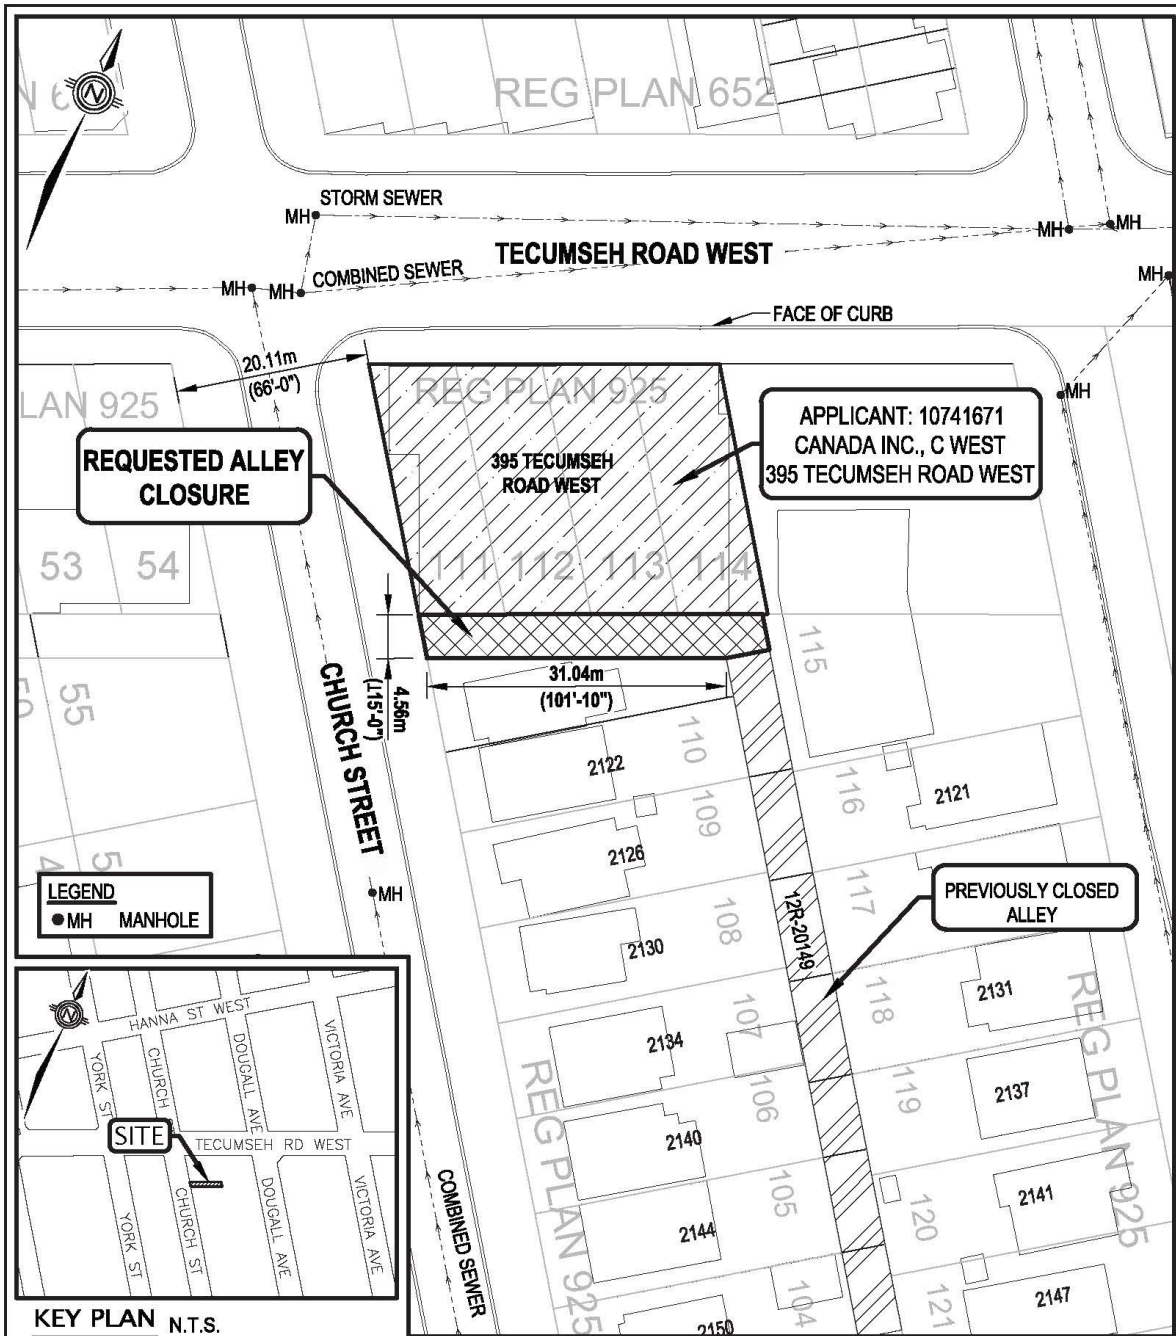 N
REG PLAN 652
STORM SEWER
MH
MH
MH
TECUMSEH ROAD WEST
COMBINED SEWER
MH
MH
MH
FACE OF CURB
20.11m
(66'-0")
MH
LAN 925
REG PLAN 925
APPLICANT: 10741671
CANADA INC., C WEST
395 TECUMSEH ROAD WEST
REQUESTED ALLEY
CLOSURE
395 TECUMSEH
ROAD WEST
53
54
111
112
113
114
115
55
CHURCH STREET
4.56m
(⊥15'-0")
31.04m
(101'-10")
110
2122
109
116
2121
2126
117
LEGEND
MH MANHOLE
MH
108
12R-20149
PREVIOUSLY CLOSED
ALLEY
2130
118
2131
107
2134
REG PLAN 925
106
119
2137
2140
REG PLAN 925
105
120
2141
2144
COMBINED SEWER
104
121
2147
2150
N
HANNA ST WEST
YORK ST
CHURCH
DOUGALL AVE
VICTORIA AVE
SITE
TECUMSEH RD WEST
YORK ST
CHURCH ST
DOUGALL AVE
VICTORIA AVE
KEY PLAN N.T.S.